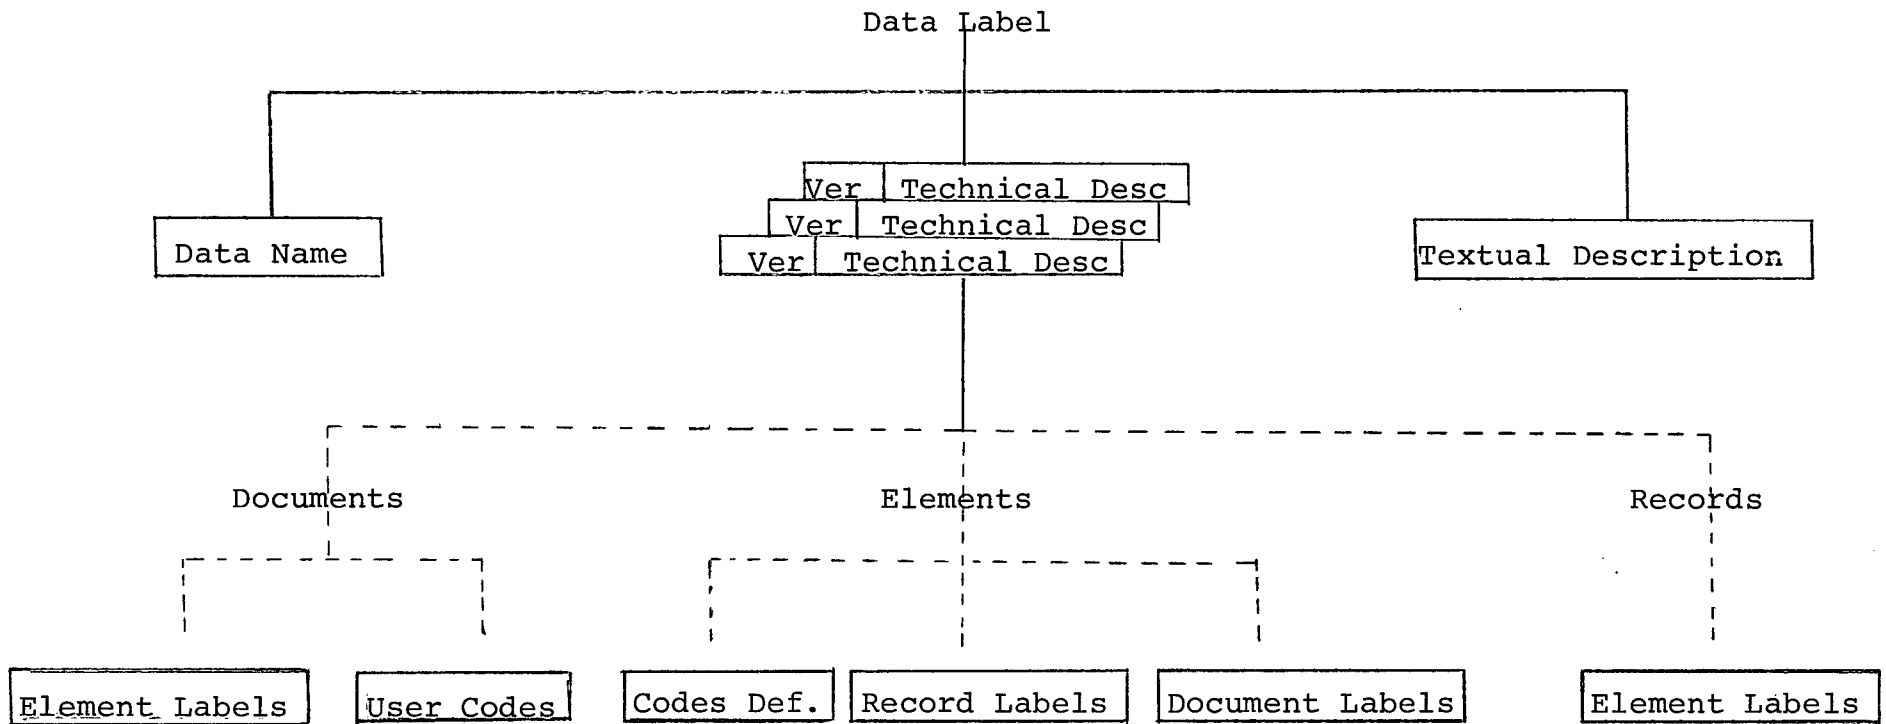 Data Label
Ver Technical Desc
Ver Technical Desc
Ver Technical Desc
Data Name
Textual Description
Documents Elements Records
Element Labels User Codes Codes Def. Record Labels Document Labels Element Labels